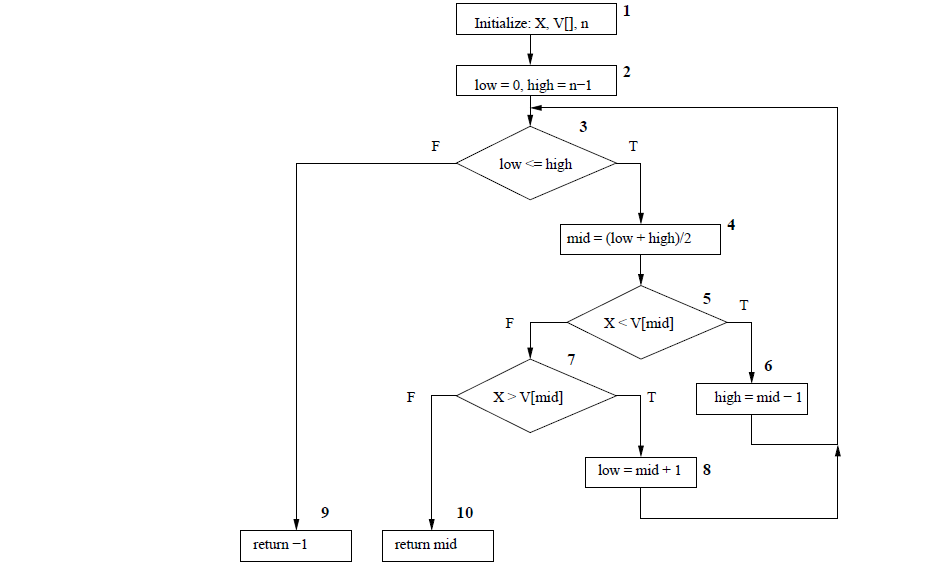 1
Initialize: X, V[], n
2
low = 0, high = n−1
3
F
T
low <= high
4
mid = (low + high)/2
5
T
F
X < V[mid]
7
6
F
X > V[mid]
T
high = mid − 1
low = mid + 1
8
9
10
return −1
return mid